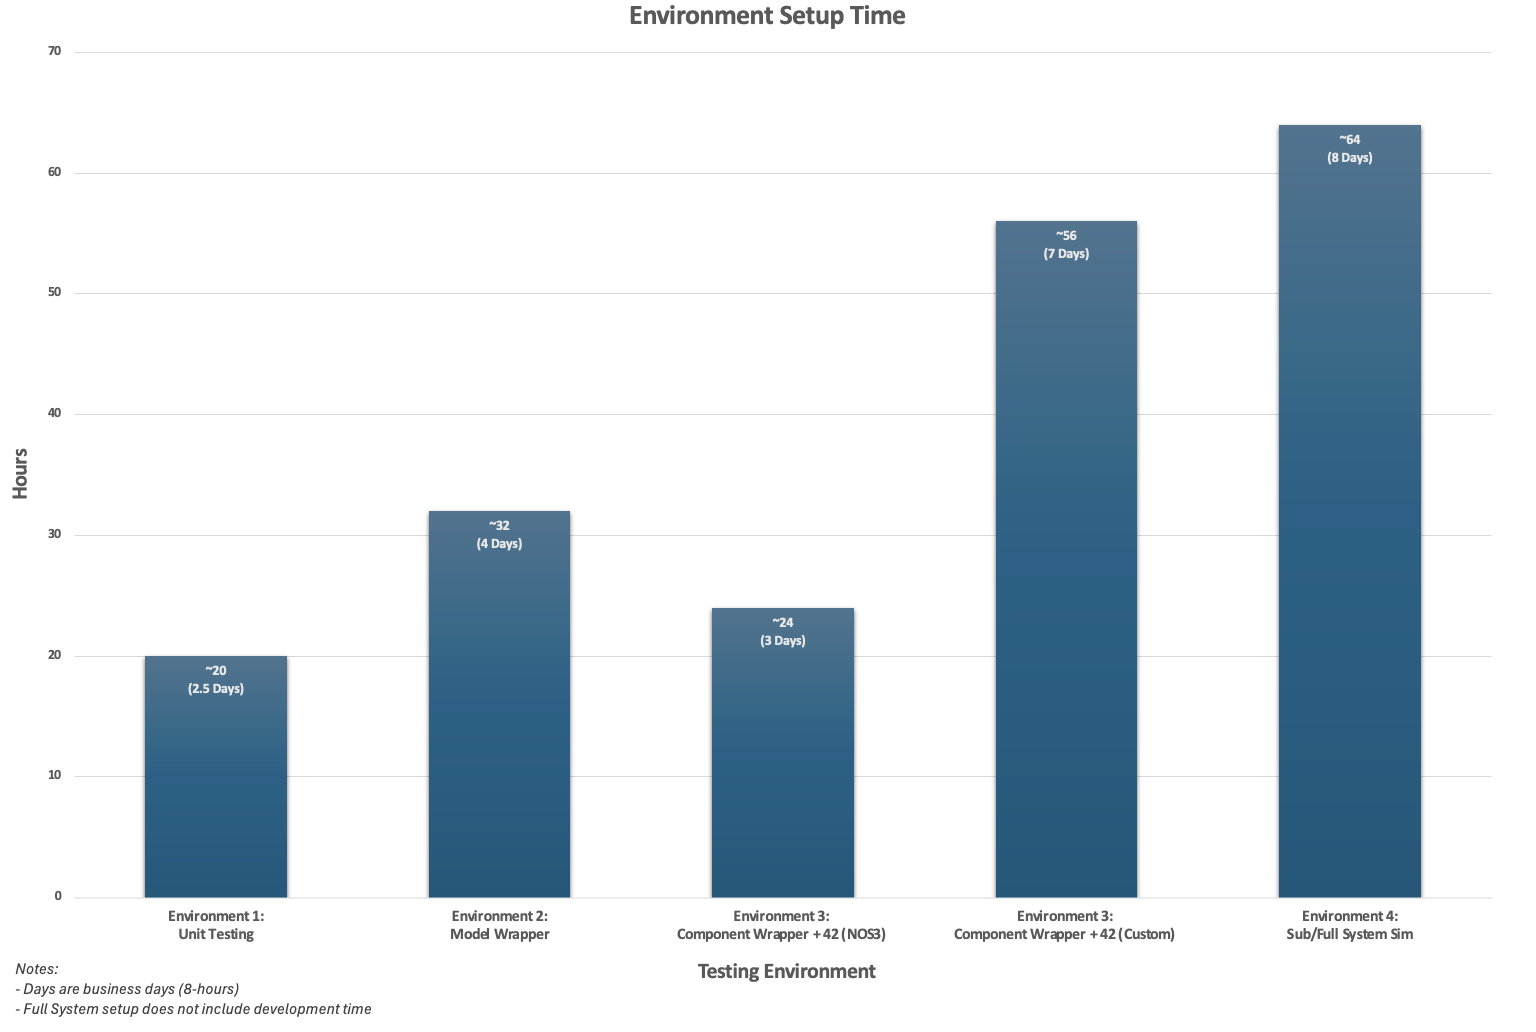 Environment Setup Time
70
60
50
40
30
20
10
0
Hours
~20
(2.5 Days)
~32
(4 Days)
~24
(3 Days)
~56
(7 Days)
~64
(8 Days)
Environment 1:
Unit Testing
Environment 2:
Model Wrapper
Environment 3:
Component Wrapper + 42 (NOS3)
Environment 3:
Component Wrapper + 42 (Custom)
Environment 4:
Sub/Full System Sim
Testing Environment
Notes:
- Days are business days (8-hours)
- Full System setup does not include development time